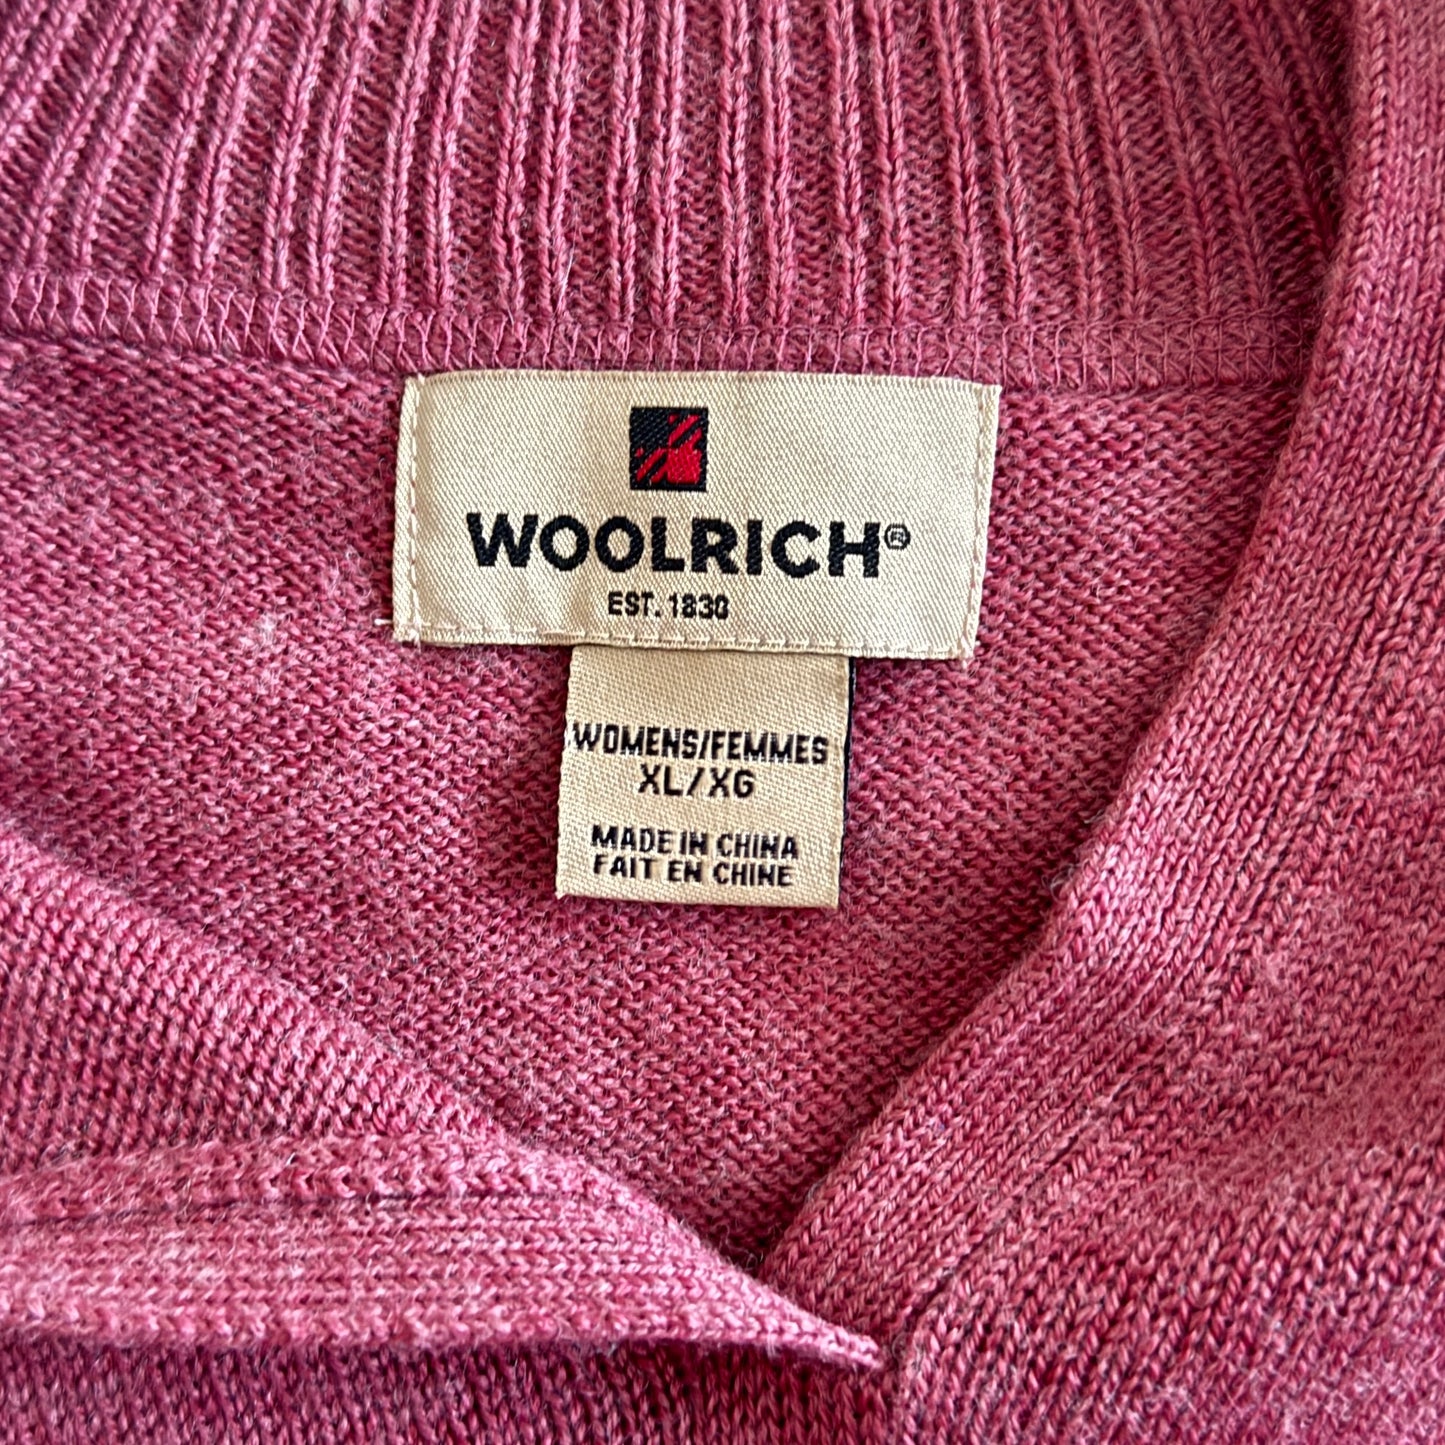 WOOLRICH®
EST. 1830
WOMENS/FEMMES
XL/XG
MADE IN CHINA
FAIT EN CHINE